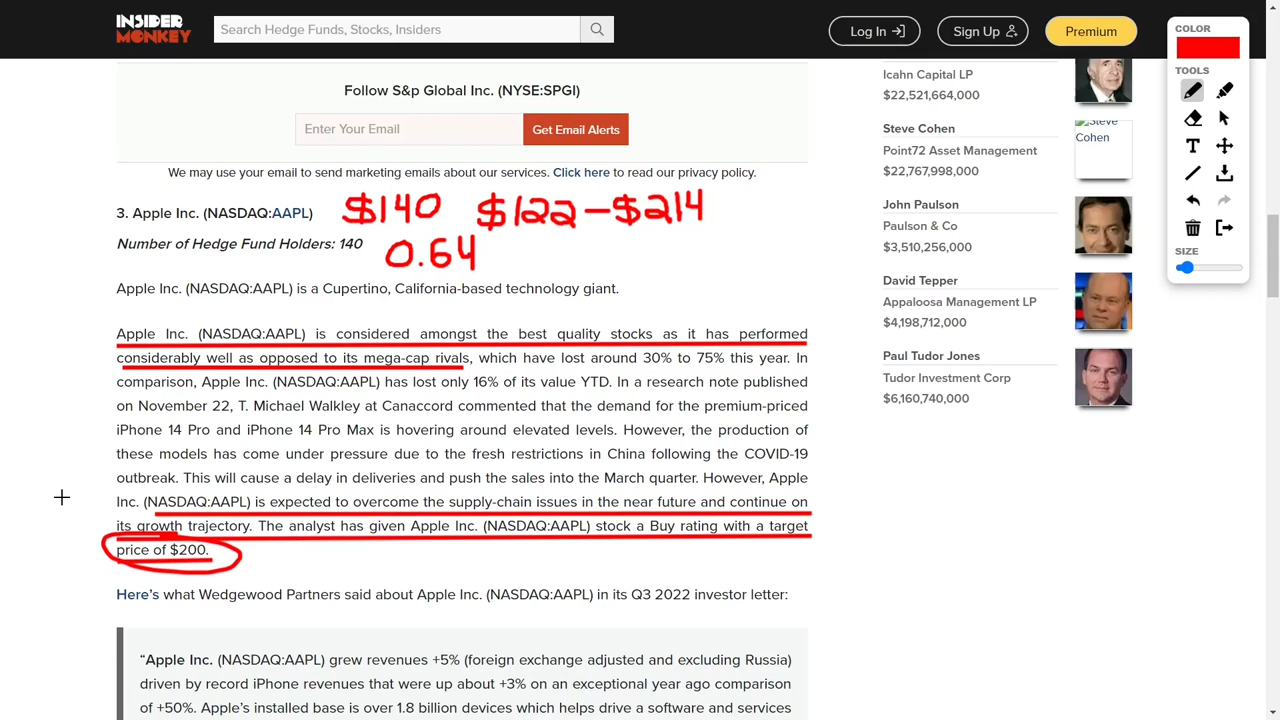 INSIDER
MONKEY
Search Hedge Funds, Stocks, Insiders
Log In
Sign Up
Premium
COLOR
TOOLS
T
SIZE
Follow S&p Global Inc. (NYSE:SPGI)
Enter Your Email
Get Email Alerts
We may use your email to send marketing emails about our services. Click here to read our privacy policy.
3. Apple Inc. (NASDAQ:AAPL)
$140 $122-$214
Number of Hedge Fund Holders: 140
0.64
Apple Inc. (NASDAQ:AAPL) is a Cupertino, California-based technology giant.
Apple Inc. (NASDAQ:AAPL) is considered amongst the best quality stocks as it has performed
considerably well as opposed to its mega-cap rivals, which have lost around 30% to 75% this year. In
comparison, Apple Inc. (NASDAQ:AAPL) has lost only 16% of its value YTD. In a research note published
on November 22, T. Michael Walkley at Canaccord commented that the demand for the premium-priced
iPhone 14 Pro and iPhone 14 Pro Max is hovering around elevated levels. However, the production of
these models has come under pressure due to the fresh restrictions in China following the COVID-19
outbreak. This will cause a delay in deliveries and push the sales into the March quarter. However, Apple
Inc. (NASDAQ:AAPL) is expected to overcome the supply-chain issues in the near future and continue on
its growth trajectory. The analyst has given Apple Inc. (NASDAQ:AAPL) stock a Buy rating with a target
price of $200.
Here's what Wedgewood Partners said about Apple Inc. (NASDAQ:AAPL) in its Q3 2022 investor letter:
"Apple Inc. (NASDAQ:AAPL) grew revenues +5% (foreign exchange adjusted and excluding Russia)
driven by record iPhone revenues that were up about +3% on an exceptional year ago comparison
of +50%. Apple's installed base is over 1.8 billion devices which helps drive a software and services
Icahn Capital LP
$22,521,664,000
Steve Cohen
Point72 Asset Management
$22,767,998,000
Steve
Cohen
John Paulson
Paulson & Co
$3,510,256,000
David Tepper
Appaloosa Management LP
$4,198,712,000
Paul Tudor Jones
Tudor Investment Corp
$6,160,740,000